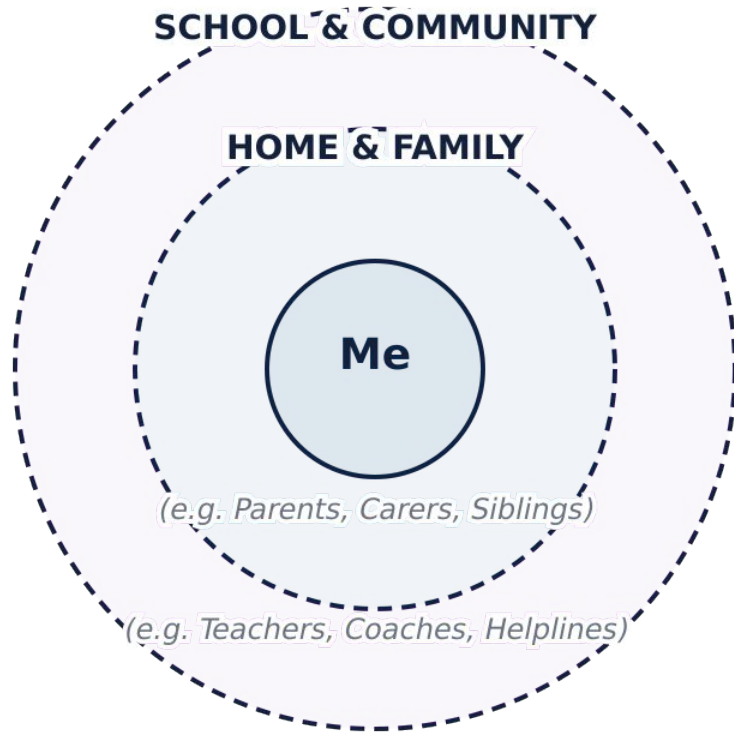 SCHOOL & COMMUNITY
HOME & FAMILY
Me
(e.g. Parents, Carers, Siblings)
(e.g. Teachers, Coaches, Helplines)